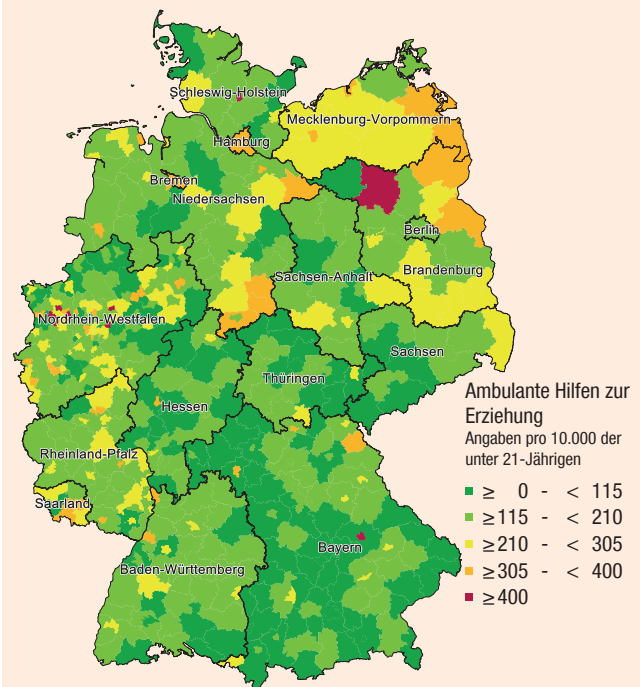 Schleswig-Holstein
Mecklenburg-Vorpommern
Hamburg
Bremen
Niedersachsen
Berlin
Sachsen-Anhalt
Brandenburg
Nordrhein-Westfalen
Sachsen
Thüringen
Hessen
Rheinland-Pfalz
Saarland
Bayern
Baden-Württemberg
Ambulante Hilfen zur
Erziehung
Angaben pro 10.000 der
unter 21-Jährigen
≥ 0 - < 115
≥115 - < 210
≥210 - < 305
≥305 - < 400
≥400